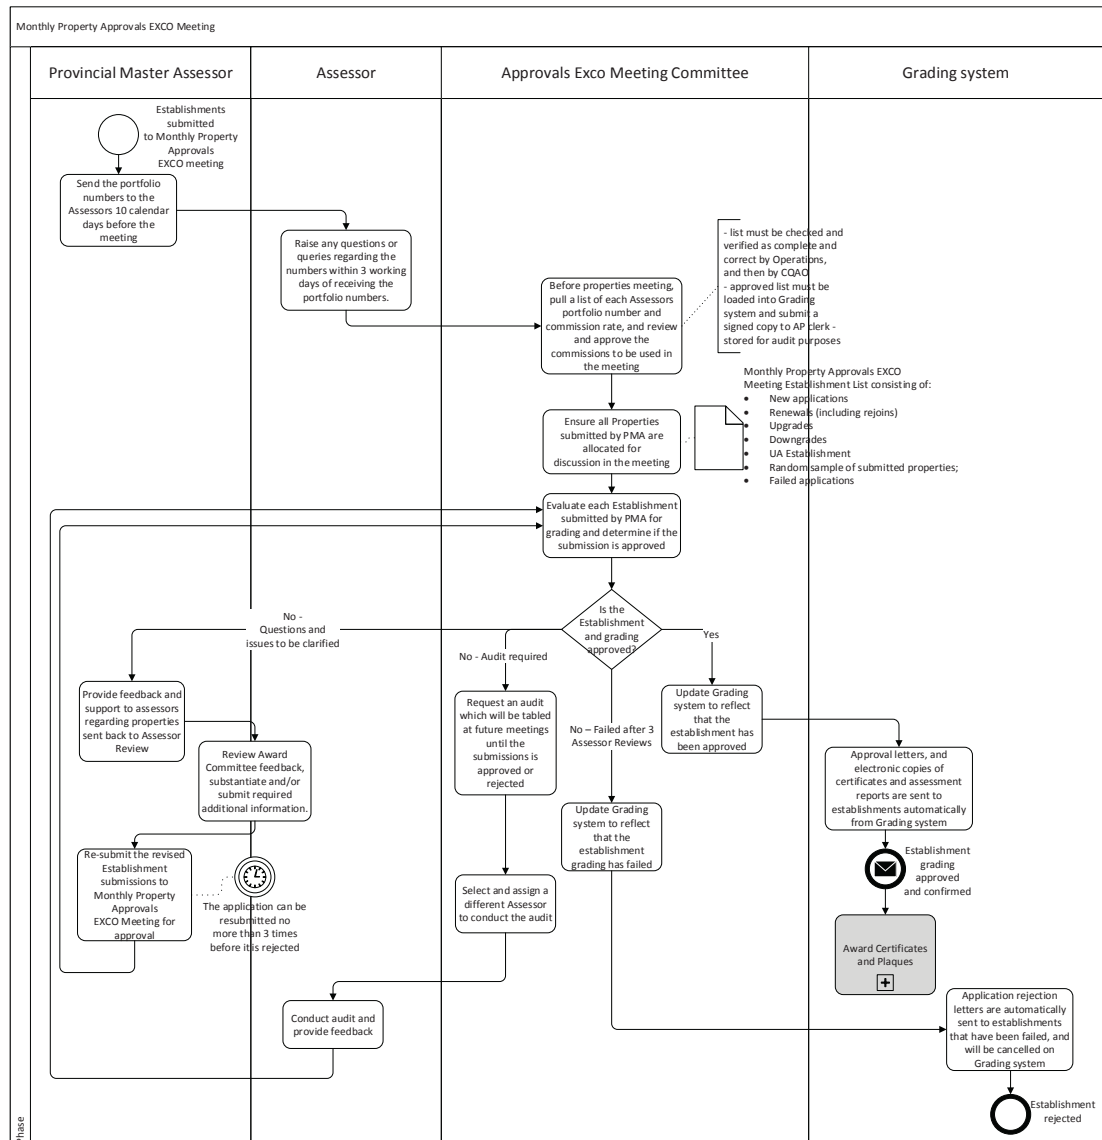 Monthly Property Approvals EXCO Meeting
Provincial Master Assessor
Assessor
Approvals Exco Meeting Committee
Grading system
Establishments
submitted
to Monthly Property
Approvals
EXCO meeting
Send the portfolio
numbers to the
Assessors 10 calendar
days before the
meeting
Raise any questions or
queries regarding the
numbers within 3 working
days of receiving the
portfolio numbers.
Before properties meeting,
pull a list of each Assessors
portfolio number and
commission rate, and review
and approve the
commissions to be used in
the meeting
- list must be checked and
verified as complete and
correct by Operations,
and then by CQAO
- approved list must be
loaded into Grading
system and submit a
signed copy to AP clerk -
stored for audit purposes
Monthly Property Approvals EXCO
Meeting Establishment List consisting of:
• New applications
• Renewals (including rejoins)
• Upgrades
• Downgrades
• UA Establishment
• Random sample of submitted properties;
• Failed applications
Ensure all Properties
submitted by PMA are
allocated for
discussion in the meeting
Evaluate each Establishment
submitted by PMA for
grading and determine if the
submission is approved
Is the
Establishment
and grading
approved?
No -
Questions and
issues to be clarified
No - Audit required
No – Failed after 3
Assessor Reviews
Yes
Provide feedback and
support to assessors
regarding properties
sent back to Assessor
Review
Review Award
Committee feedback,
substantiate and/or
submit required
additional information.
Re-submit the revised
Establishment
submissions to
Monthly Property
Approvals
EXCO Meeting for
approval
The application can be
resubmitted no
more than 3 times
before it is rejected
Request an audit
which will be tabled
at future meetings
until the
submissions is
approved or
rejected
Select and assign a
different Assessor
to conduct the audit
Conduct audit and
provide feedback
Update Grading
system to reflect
that the
establishment
grading has failed
Update Grading
system to reflect
that the
establishment has
been approved
Approval letters, and
electronic copies of
certificates and assessment
reports are sent to
establishments automatically
from Grading system
Establishment
grading
approved
and confirmed
Award Certificates
and Plaques
Application rejection
letters are automatically
sent to establishments
that have been failed, and
will be cancelled on
Grading system
Establishment
rejected
Phase